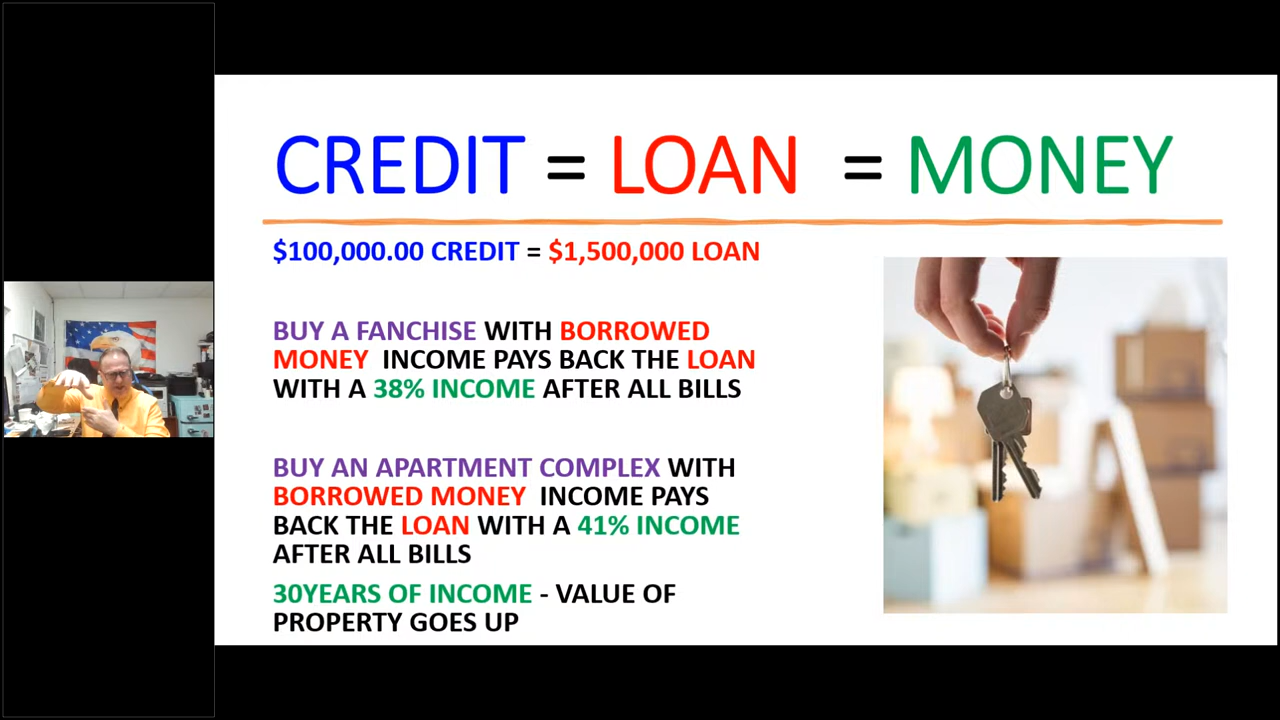 CREDIT = LOAN = MONEY
$100,000.00 CREDIT = $1,500,000 LOAN
BUY A FANCHISE WITH BORROWED
MONEY INCOME PAYS BACK THE LOAN
WITH A 38% INCOME AFTER ALL BILLS
BUY AN APARTMENT COMPLEX WITH
BORROWED MONEY INCOME PAYS
BACK THE LOAN WITH A 41% INCOME
AFTER ALL BILLS
30YEARS OF INCOME - VALUE OF
PROPERTY GOES UP